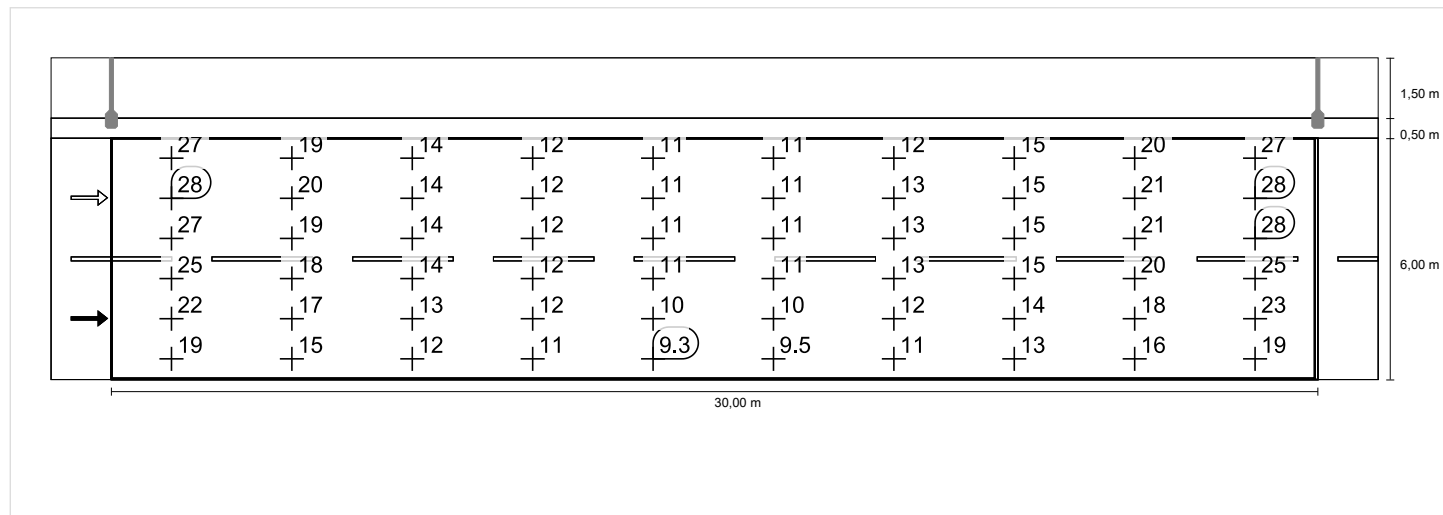 1,50 m
0,50 m
27 19 14 12 11 11 12 15 20 27
28 20 14 12 11 11 13 15 21 28
27 19 14 12 11 11 13 15 21 28
25 18 14 12 11 11 13 15 20 25
6,00 m
22 17 13 12 10 10 12 14 18 23
19 15 12 11 9.3 9.5 11 13 16 19
30,00 m